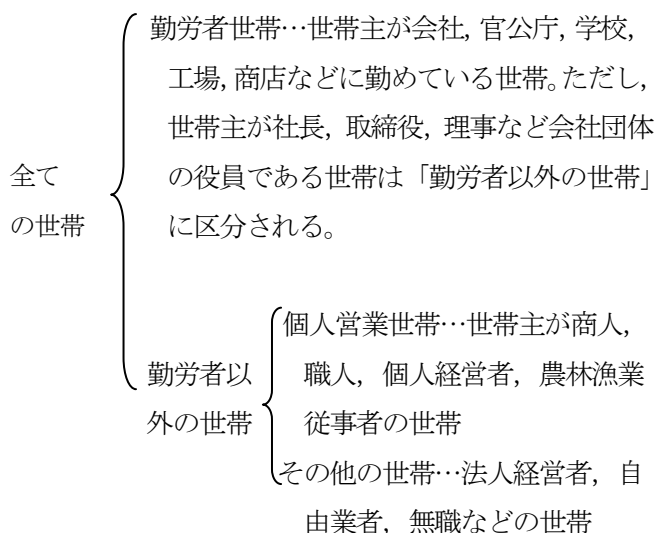 全て
の世帯
勤労者世帯…世帯主が会社，官公庁，学校，
工場，商店などに勤めている世帯。ただし，
世帯主が社長，取締役，理事など会社団体
の役員である世帯は「勤労者以外の世帯」
に区分される。
勤労者以
外の世帯
個人営業世帯…世帯主が商人，
職人，個人経営者，農林漁業
従事者の世帯
その他の世帯…法人経営者，自
由業者，無職などの世帯